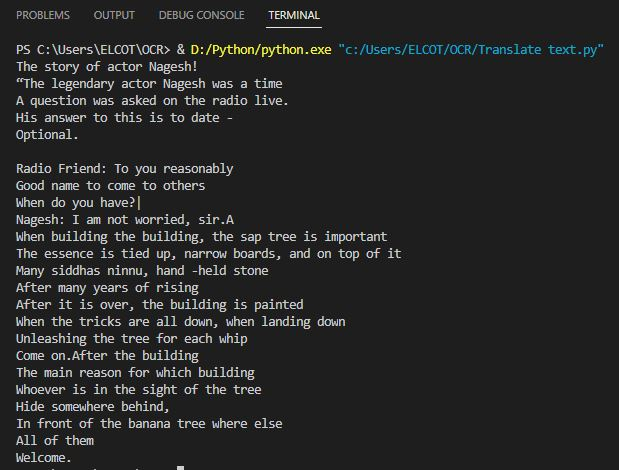 PROBLEMS OUTPUT DEBUG CONSOLE TERMINAL
PS C:\Users\ELCOT\OCR> & D:/Python/python.exe "c:/Users/ELCOT/OCR/Translate text.py"
The story of actor Nagesh!
“The legendary actor Nagesh was a time
A question was asked on the radio live.
His answer to this is to date -
Optional.

Radio Friend: To you reasonably
Good name to come to others
When do you have?|
Nagesh: I am not worried, sir.A
When building the building, the sap tree is important
The essence is tied up, narrow boards, and on top of it
Many siddhas ninnu, hand -held stone
After many years of rising
After it is over, the building is painted
When the tricks are all down, when landing down
Unleashing the tree for each whip
Come on.After the building
The main reason for which building
Whoever is in the sight of the tree
Hide somewhere behind,
In front of the banana tree where else
All of them
Welcome.